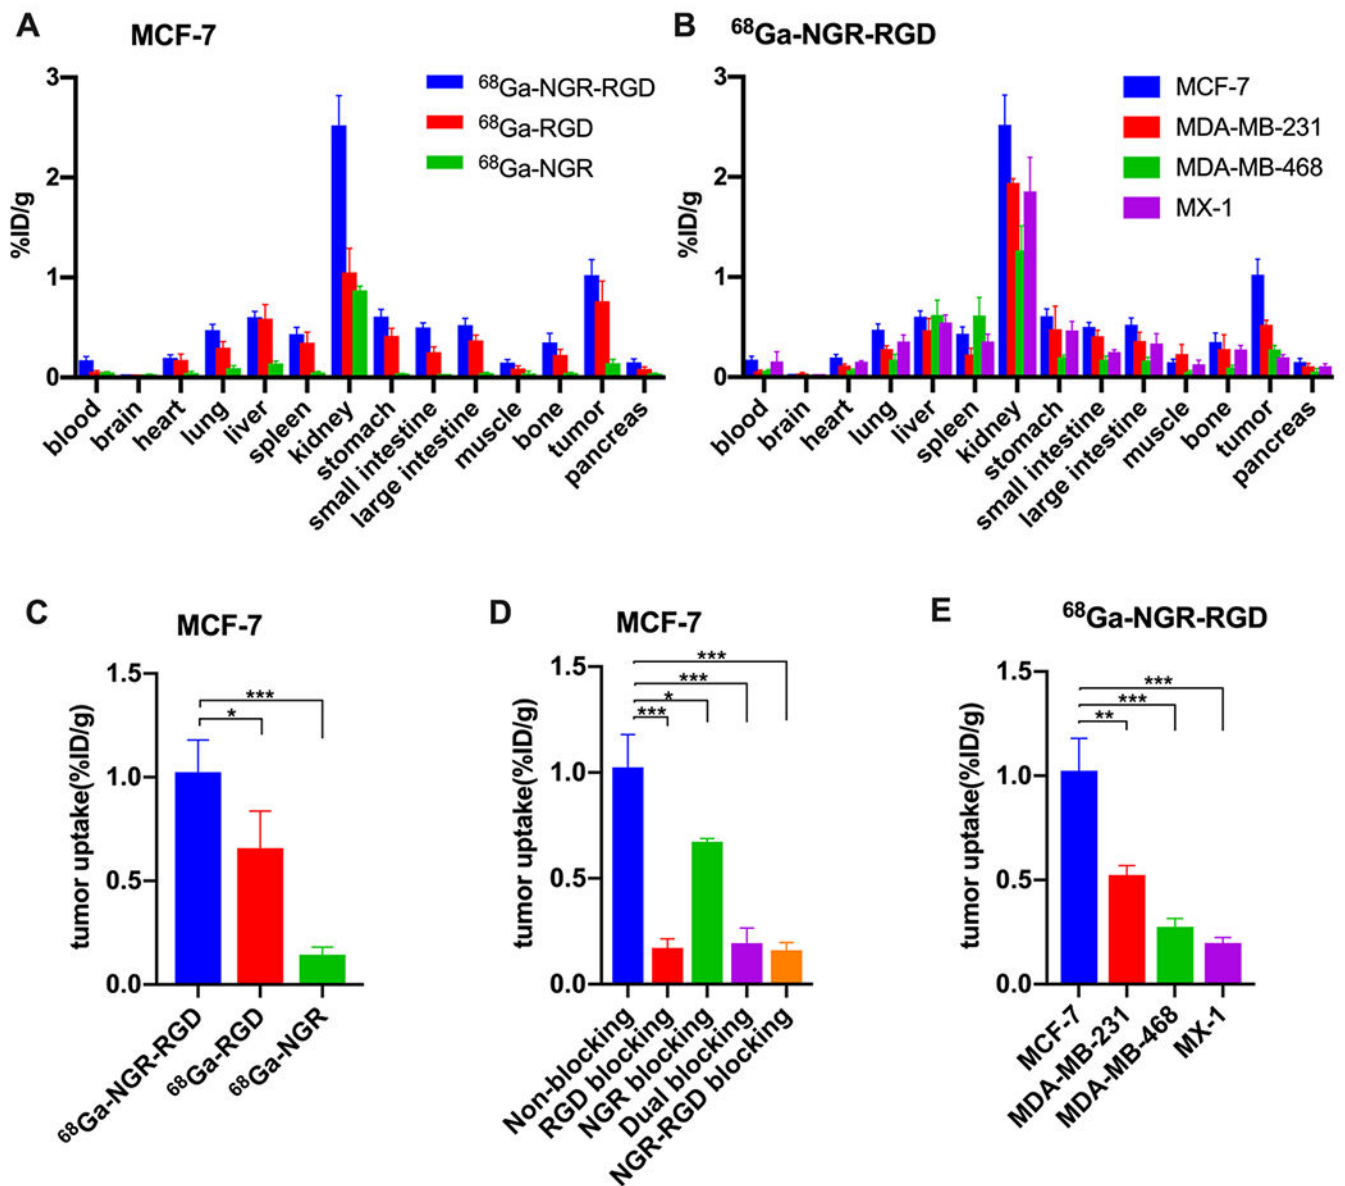 A
MCF-7
%ID/g
3
2
1
0
⁶⁸Ga-NGR-RGD
⁶⁸Ga-RGD
⁶⁸Ga-NGR
blood
brain
heart
lung
liver
spleen
kidney
stomach
small intestine
large intestine
muscle
bone
tumor
pancreas
B
⁶⁸Ga-NGR-RGD
%ID/g
3
2
1
0
MCF-7
MDA-MB-231
MDA-MB-468
MX-1
blood
brain
heart
lung
liver
spleen
kidney
stomach
small intestine
large intestine
muscle
bone
tumor
pancreas
C
MCF-7
tumor uptake(%ID/g)
1.5
1.0
0.5
0.0
***
*
⁶⁸Ga-NGR-RGD
⁶⁸Ga-RGD
⁶⁸Ga-NGR
D
MCF-7
tumor uptake(%ID/g)
1.5
1.0
0.5
0.0
***
***
*
***
Non-blocking
RGD blocking
NGR blocking
Dual blocking
NGR-RGD blocking
E
⁶⁸Ga-NGR-RGD
tumor uptake(%ID/g)
1.5
1.0
0.5
0.0
***
***
**
MCF-7
MDA-MB-231
MDA-MB-468
MX-1